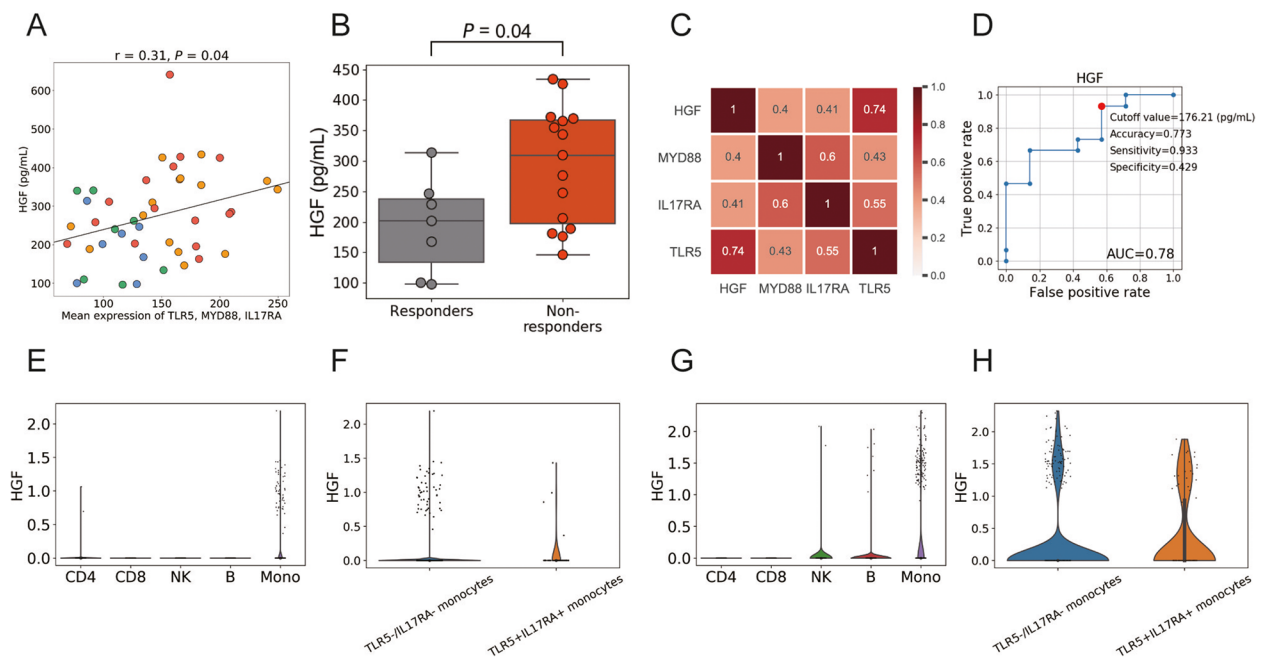 A
r = 0.31, P = 0.04
HGF (pg/mL)
600
500
400
300
200
100
100
150
200
250
Mean expression of TLR5, MYD88, IL17RA
B
P = 0.04
HGF (pg/mL)
450
400
350
300
250
200
150
100
Responders
Non-
responders
C
HGF
1
0.4
0.41
0.74
MYD88
0.4
1
0.6
0.43
IL17RA
0.41
0.6
1
0.55
TLR5
0.74
0.43
0.55
1
HGF
MYD88
IL17RA
TLR5
1.0
0.8
0.6
0.4
0.2
0.0
D
HGF
True positive rate
1.0
0.8
0.6
0.4
0.2
0.0
Cutoff value=176.21 (pg/mL)
Accuracy=0.773
Sensitivity=0.933
Specificity=0.429
AUC=0.78
0.0
0.2
0.4
0.6
0.8
1.0
False positive rate
E
HGF
2.0
1.5
1.0
0.5
0.0
CD4
CD8
NK
B
Mono
F
HGF
2.0
1.5
1.0
0.5
0.0
TLR5-/IL17RA- monocytes
TLR5+IL17RA+ monocytes
G
HGF
2.0
1.5
1.0
0.5
0.0
CD4
CD8
NK
B
Mono
H
HGF
2.0
1.5
1.0
0.5
0.0
TLR5-/IL17RA- monocytes
TLR5+IL17RA+ monocytes